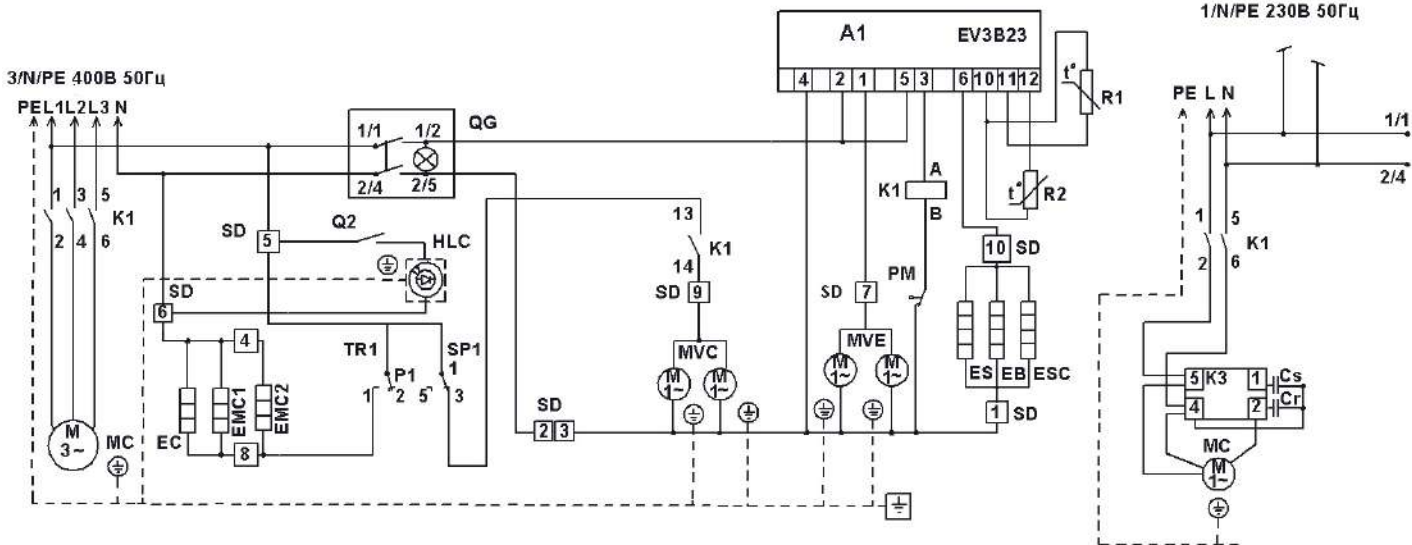 1/N/PE 230В 50Гц
A1 EV3B23
4 2 1 5 3 6 10 11 12
t° R1
3/N/PE 400В 50Гц
PE L1 L2 L3 N
PE L N
1/1
2/4
1/1 1/2 QG
2/4 2/5
A
K1
B
t° R2
1 3 5
K1
2 4 6
SD 5 Q2 HLC
13
K1
14
10 SD
1 5
K1
2 6
SD
6
SD 9
SD 7
PM
4
TR1 SP1
1
P1
1 2 5 3
MVC
M 1~ M 1~
MVE
M 1~ M 1~
ES EB ESC
5 K3 1 Cs
4 2 Cr
EC EMC1 EMC2
8
SD
2 3
1 SD
M 3~ MC
MC
M 1~